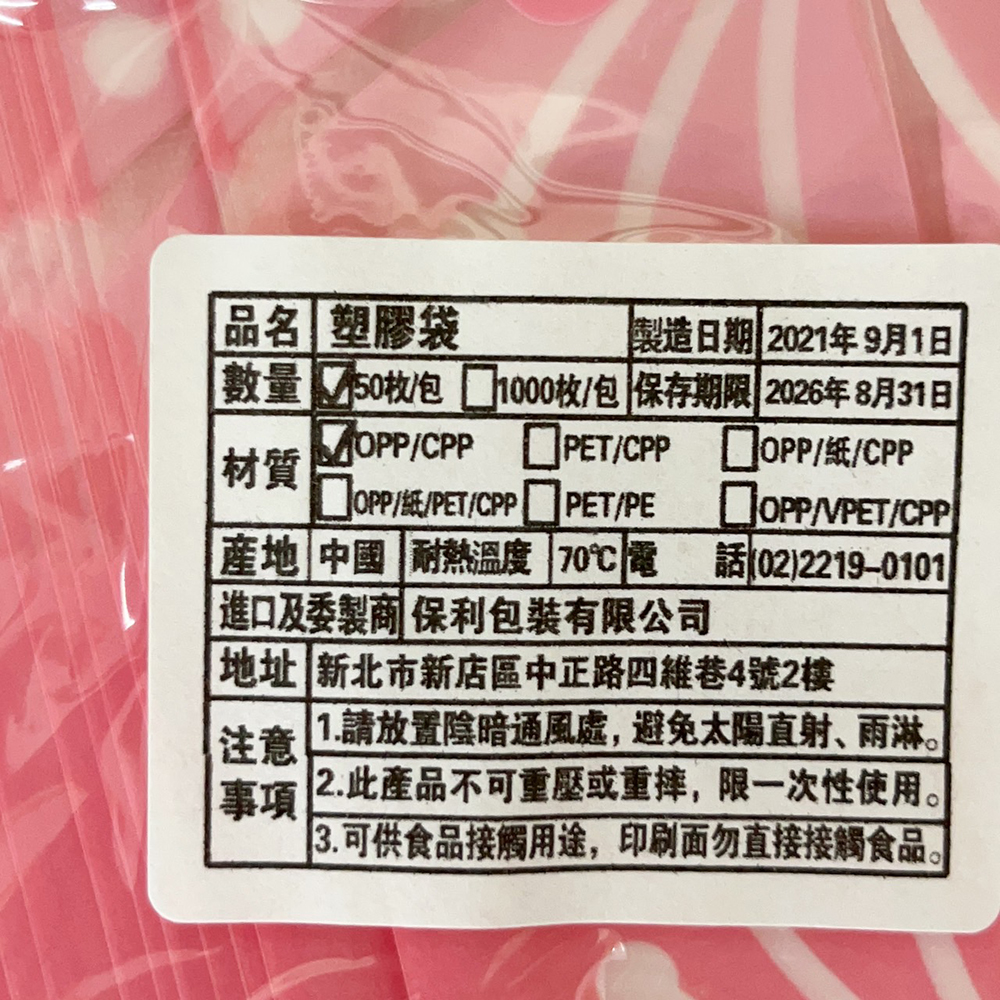 品名 塑膠袋 製造日期 2021年9月1日
數量 ☑50枚/包 ☐1000枚/包 保存期限 2026年8月31日
材質 ☑OPP/CPP ☐PET/CPP ☐OPP/紙/CPP
☐OPP/紙/PET/CPP ☐PET/PE ☐OPP/VPET/CPP
產地 中國 耐熱溫度 70℃ 電話 (02)2219-0101
進口及委製商 保利包裝有限公司
地址 新北市新店區中正路四維巷4號2樓
注意事項 1.請放置陰暗通風處,避免太陽直射、雨淋。
2.此產品不可重壓或重摔,限一次性使用。
3.可供食品接觸用途,印刷面勿直接接觸食品。